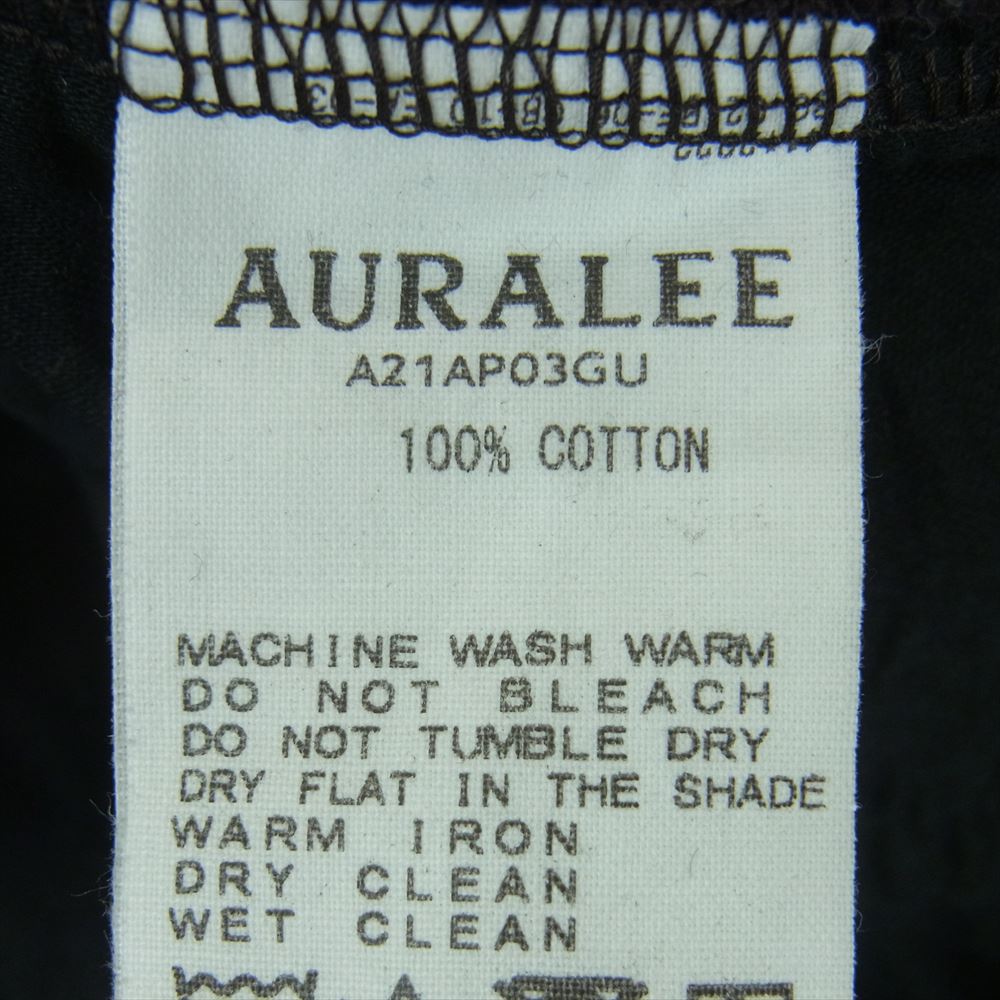 AURALEE
A21AP03GU
100% COTTON
MACHINE WASH WARM
DO NOT BLEACH
DO NOT TUMBLE DRY
DRY FLAT IN THE SHADE
WARM IRON
DRY CLEAN
WET CLEAN